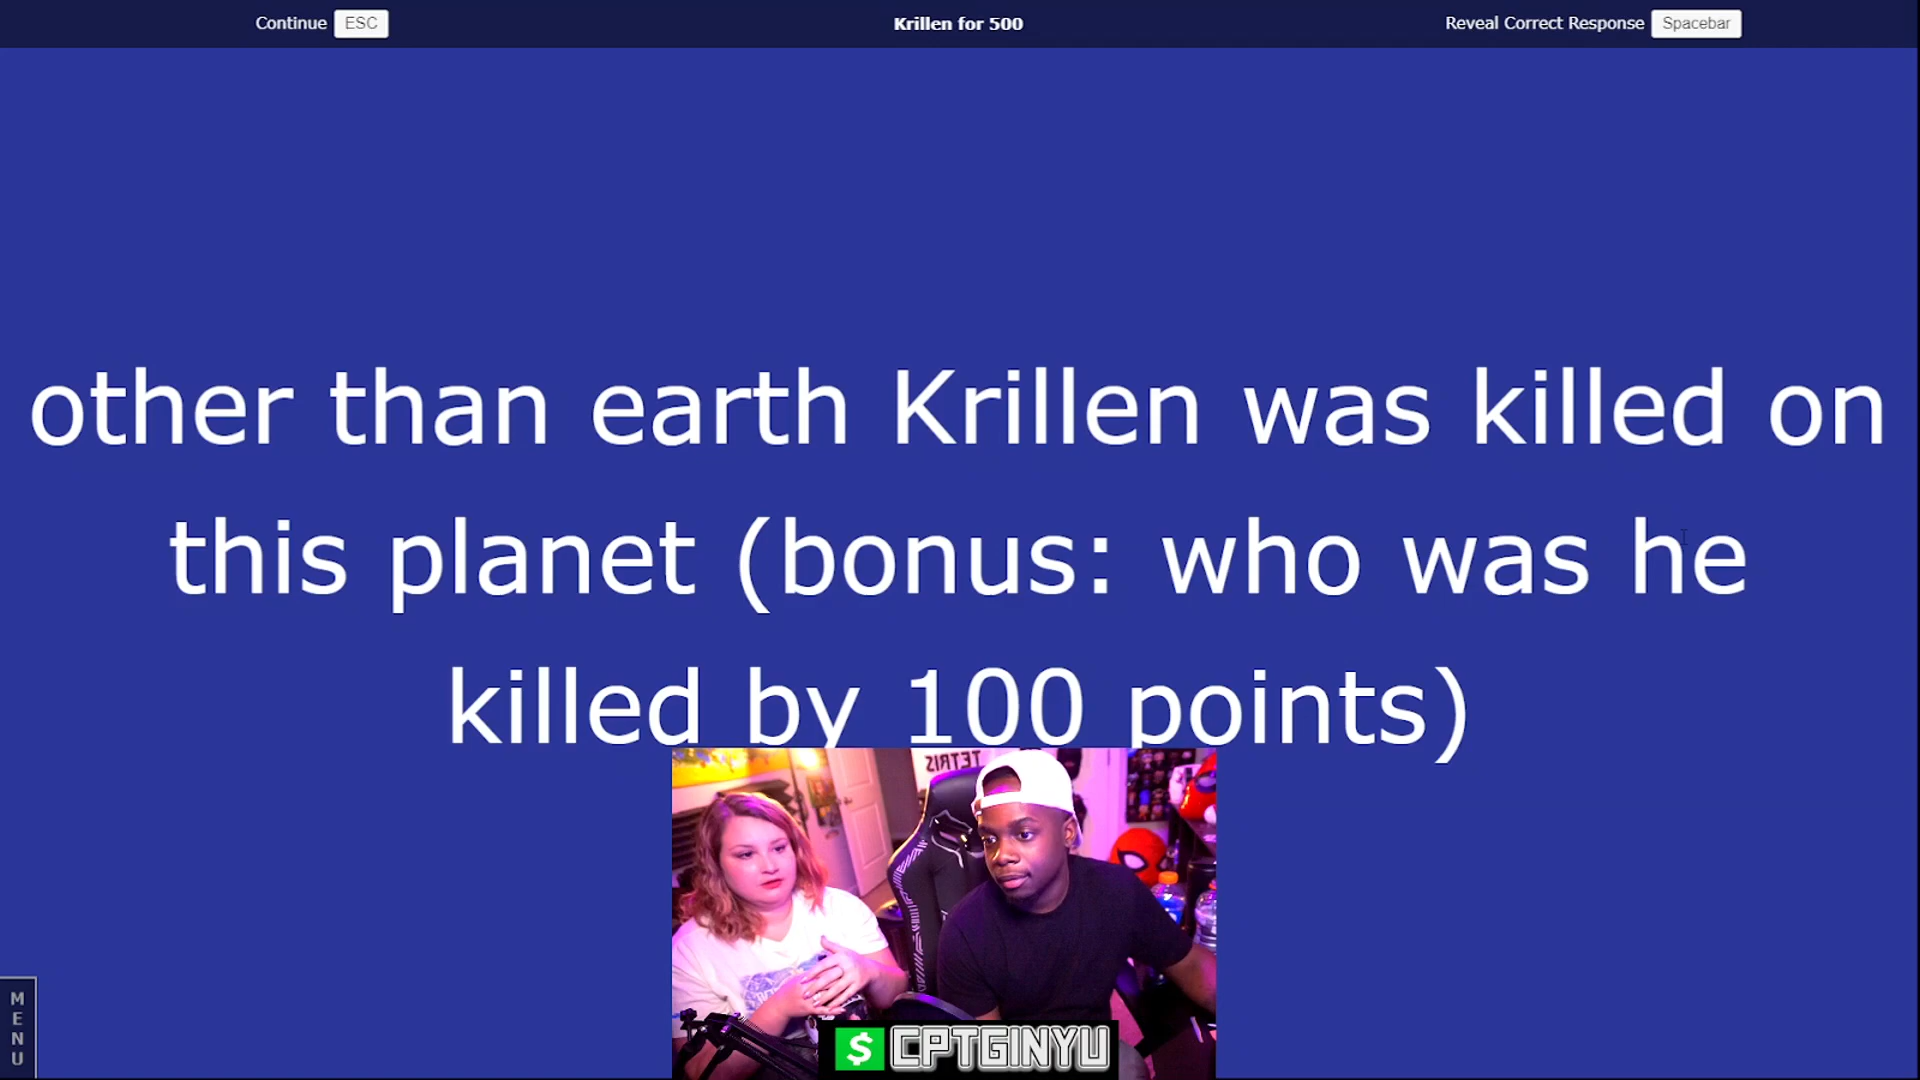 Continue ESC
Krillen for 500
Reveal Correct Response Spacebar
other than earth Krillen was killed on
this planet (bonus: who was he
killed by 100 points)
TETRIS
MENU
$ CPTGINYU